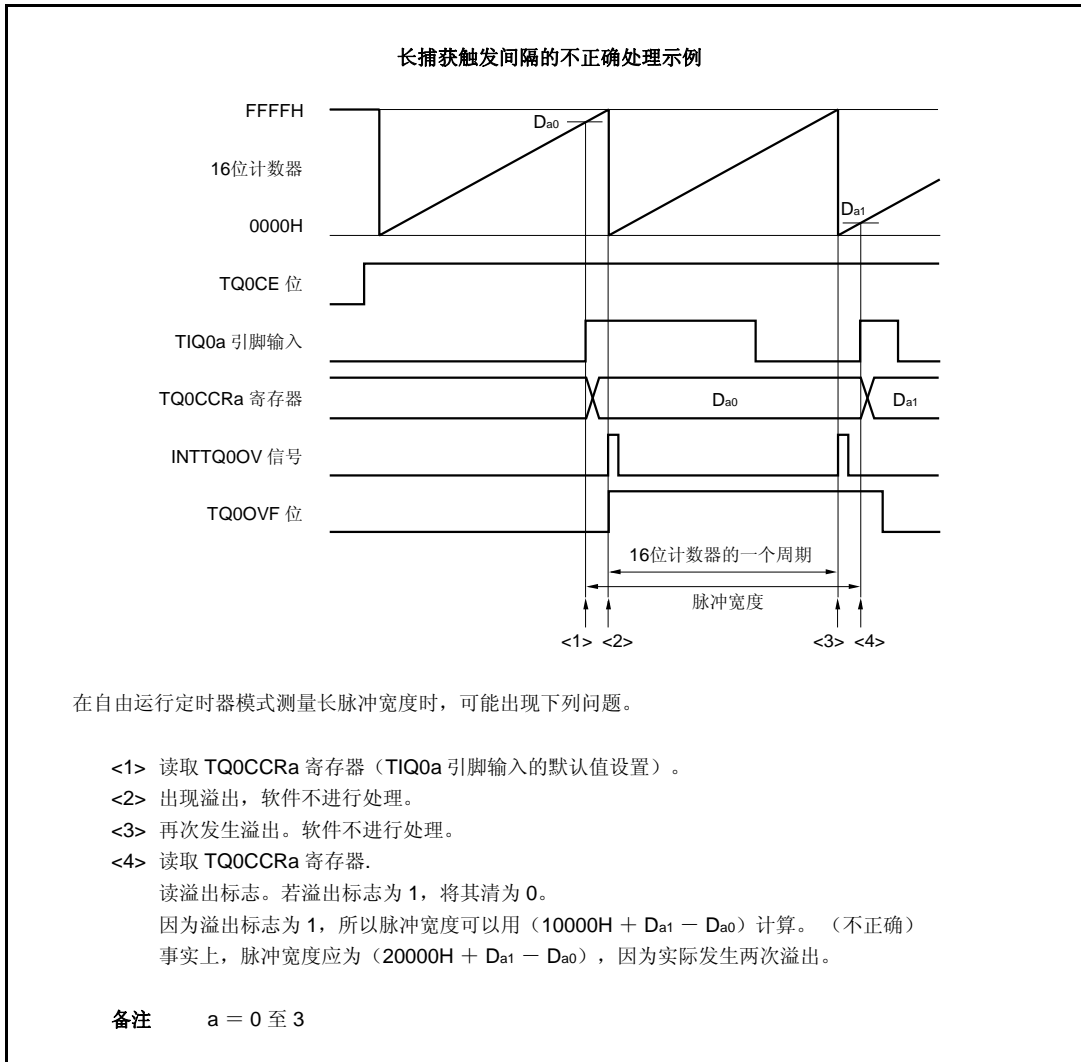 长捕获触发间隔的不正确处理示例
FFFFH
Da0
16位计数器
Da1
0000H
TQ0CE 位
TIQ0a 引脚输入
TQ0CCRa 寄存器
Da0
Da1
INTTQ0OV 信号
TQ0OVF 位
16位计数器的一个周期
脉冲宽度
<1> <2> <3> <4>
在自由运行定时器模式测量长脉冲宽度时，可能出现下列问题。
<1> 读取 TQ0CCRa 寄存器（TIQ0a 引脚输入的默认值设置）。
<2> 出现溢出，软件不进行处理。
<3> 再次发生溢出。软件不进行处理。
<4> 读取 TQ0CCRa 寄存器.
读溢出标志。若溢出标志为 1，将其清为 0。
因为溢出标志为 1，所以脉冲宽度可以用（10000H + Da1 － Da0）计算。 （不正确）
事实上，脉冲宽度应为（20000H + Da1 － Da0），因为实际发生两次溢出。
备注 a = 0 至 3